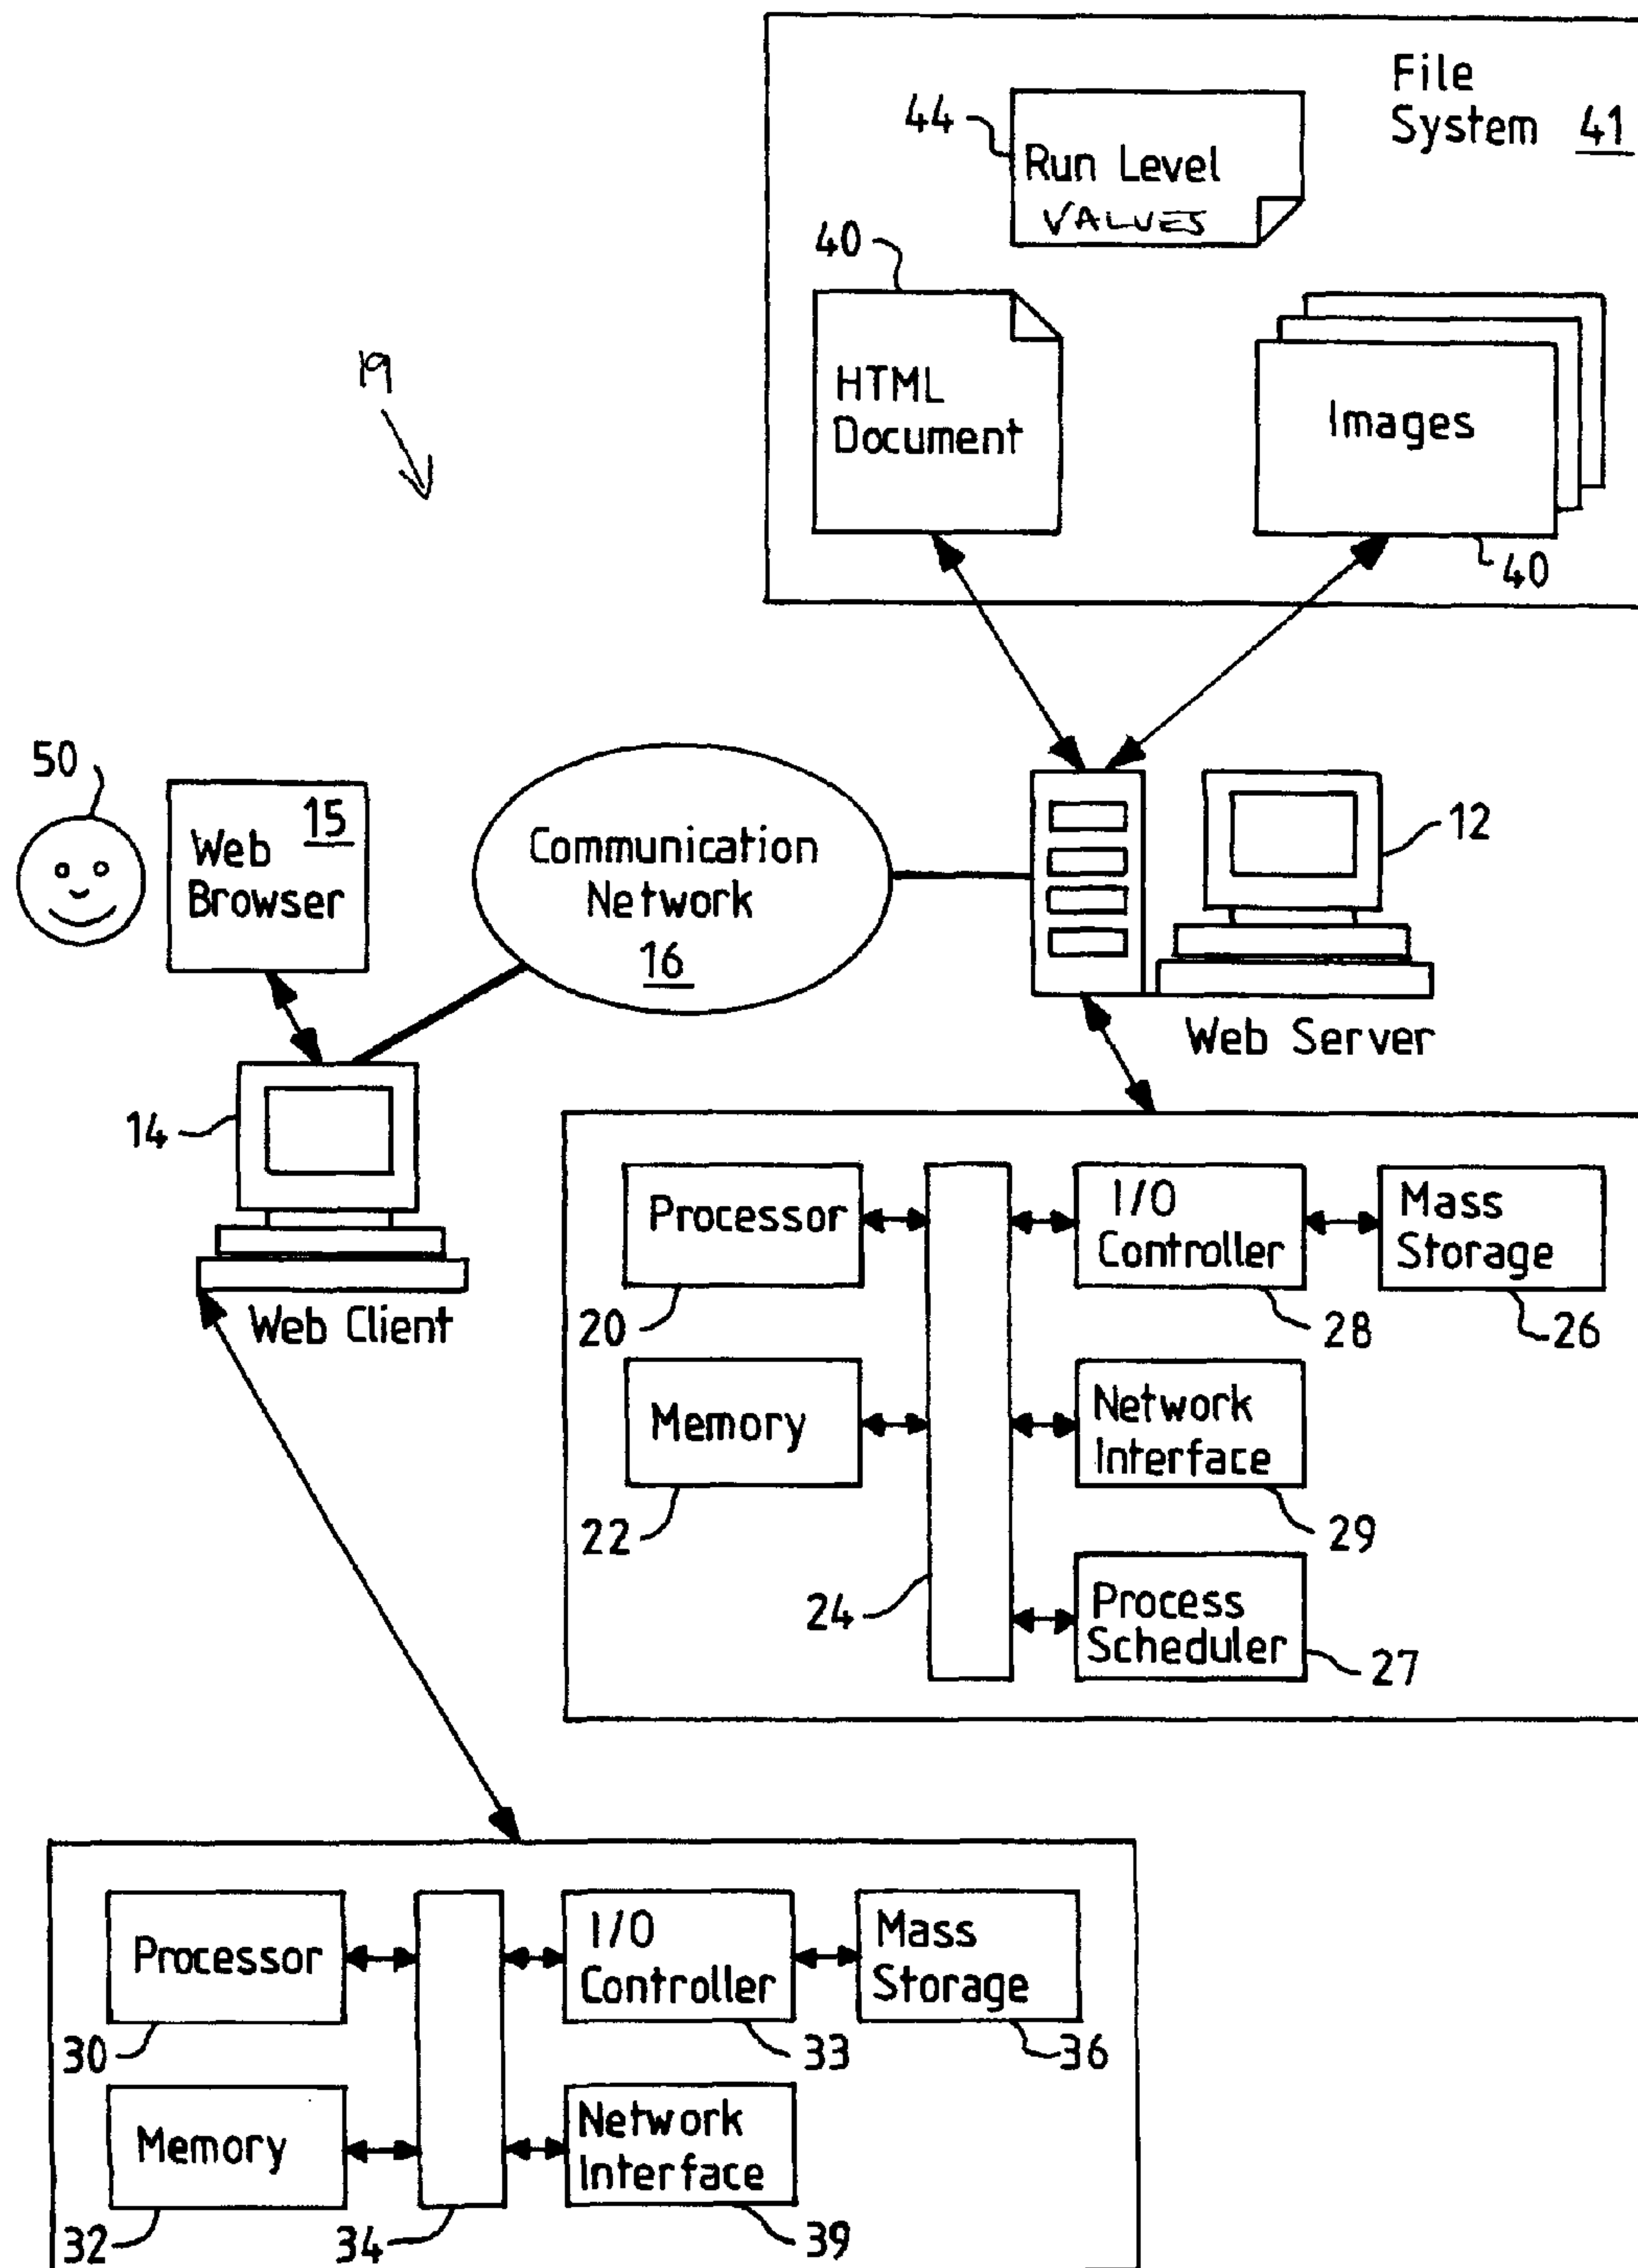 File
System 41
44
Run Level
VALUES
40
HTML
Document
Images
40
19
50
15
Web
Browser
Communication
Network
16
12
Web Server
14
Web Client
Processor
20
I/O
Controller
28
Mass
Storage
26
Memory
22
Network
Interface
29
24
Process
Scheduler
27
Processor
30
I/O
Controller
33
Mass
Storage
36
Memory
32
34
Network
Interface
39